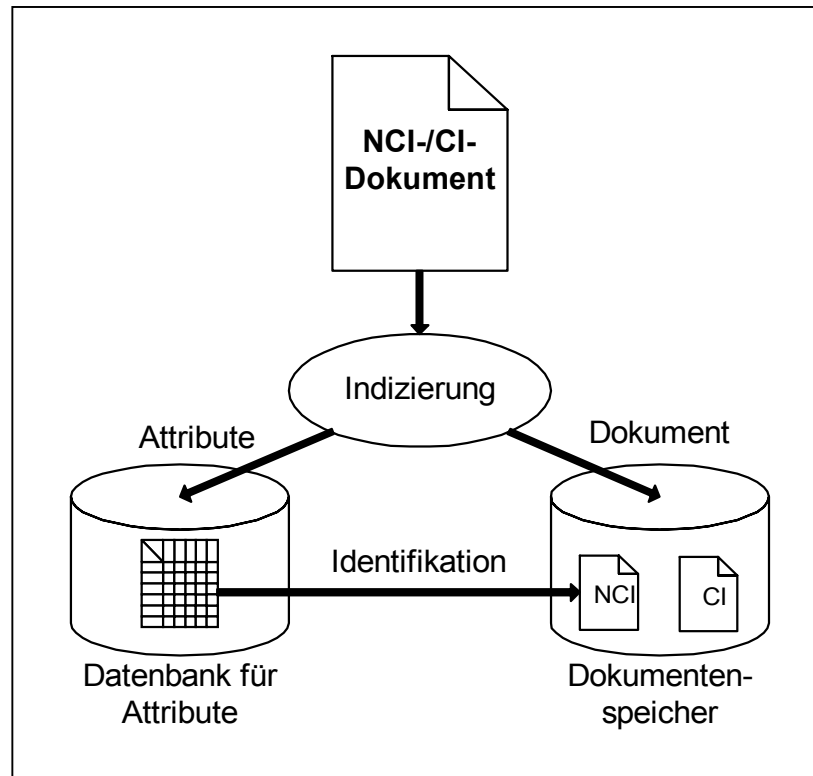 NCI-/CI-
Dokument
Indizierung
Attribute
Dokument
Identifikation
NCI
CI
Datenbank für
Attribute
Dokumenten-
speicher